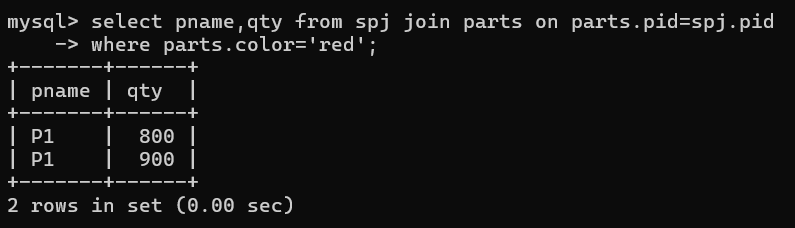 mysql> select pname,qty from spj join parts on parts.pid=spj.pid
    -> where parts.color='red';
+-------+------+
| pname | qty  |
+-------+------+
| P1    |  800 |
| P1    |  900 |
+-------+------+
2 rows in set (0.00 sec)